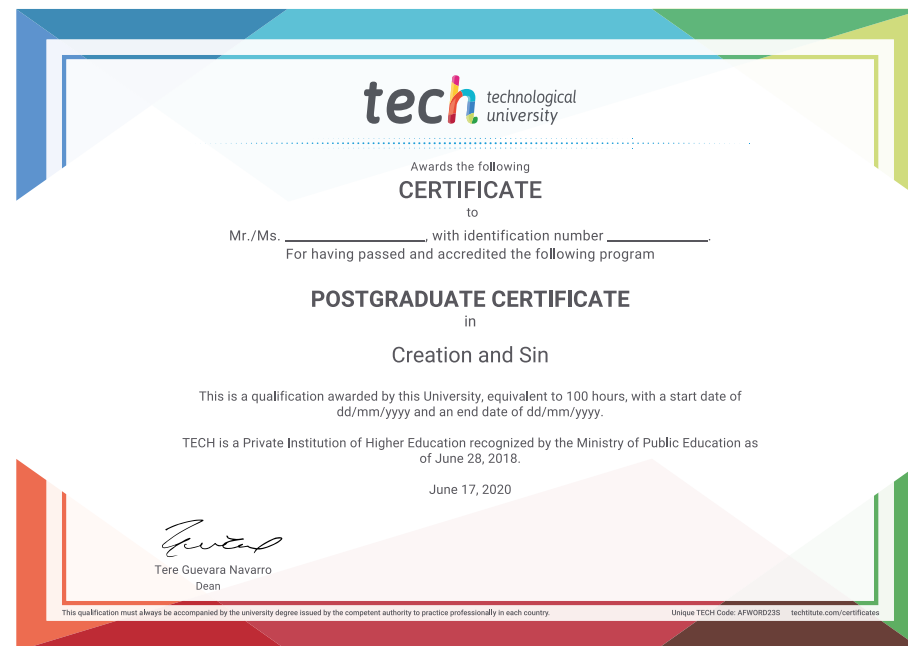 tech technological
university
Awards the following
CERTIFICATE
to
Mr./Ms. ____________________, with identification number ______________.
For having passed and accredited the following program
POSTGRADUATE CERTIFICATE
in
Creation and Sin
This is a qualification awarded by this University, equivalent to 100 hours, with a start date of
dd/mm/yyyy and an end date of dd/mm/yyyy.
TECH is a Private Institution of Higher Education recognized by the Ministry of Public Education as
of June 28, 2018.
June 17, 2020
Tere Guevara Navarro
Dean
This qualification must always be accompanied by the university degree issued by the competent authority to practice professionally in each country. Unique TECH Code: AFWORD23S techtitute.com/certificates